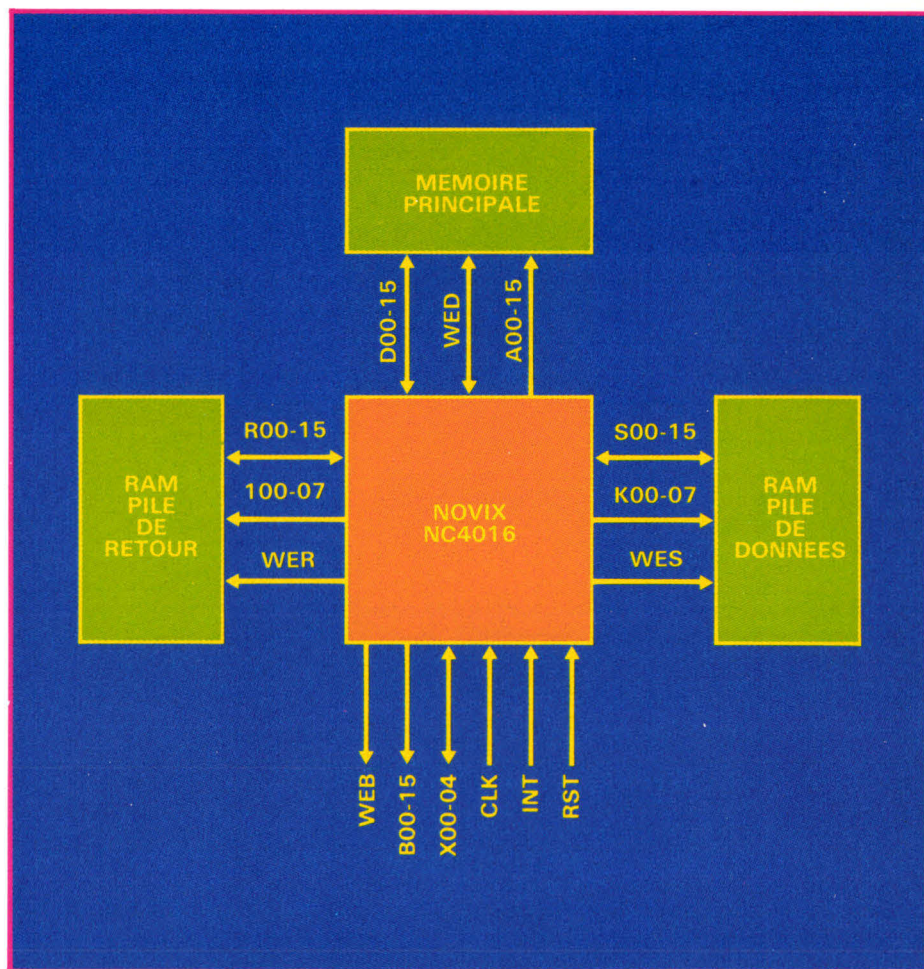 MEMOIRE
PRINCIPALE
D00-15
WED
A00-15
R00-15
100-07
WER
RAM
PILE
DE
RETOUR
NOVIX
NC4016
S00-15
K00-07
WES
RAM
PILE
DE
DONNEES
WEB
B00-15
X00-04
CLK
INT
RST